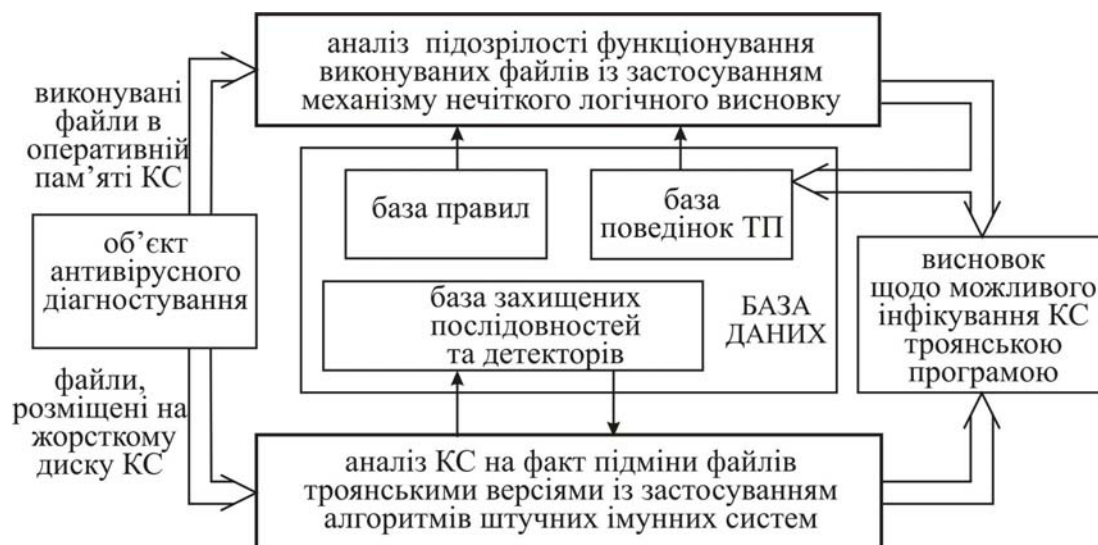 аналіз підозрілості функціонування
виконуваних файлів із застосуванням
механізму нечіткого логічного висновку
виконувані
файли в
оперативній
пам’яті КС
база правил
база
поведінок ТП
об’єкт
антивірусного
діагностування
база захищених
послідовностей
та детекторів
БАЗА
ДАНИХ
висновок
щодо можливого
інфікування КС
троянською
програмою
файли,
розміщені на
жорсткому
диску КС
аналіз КС на факт підміни файлів
троянськими версіями із застосуванням
алгоритмів штучних імунних систем